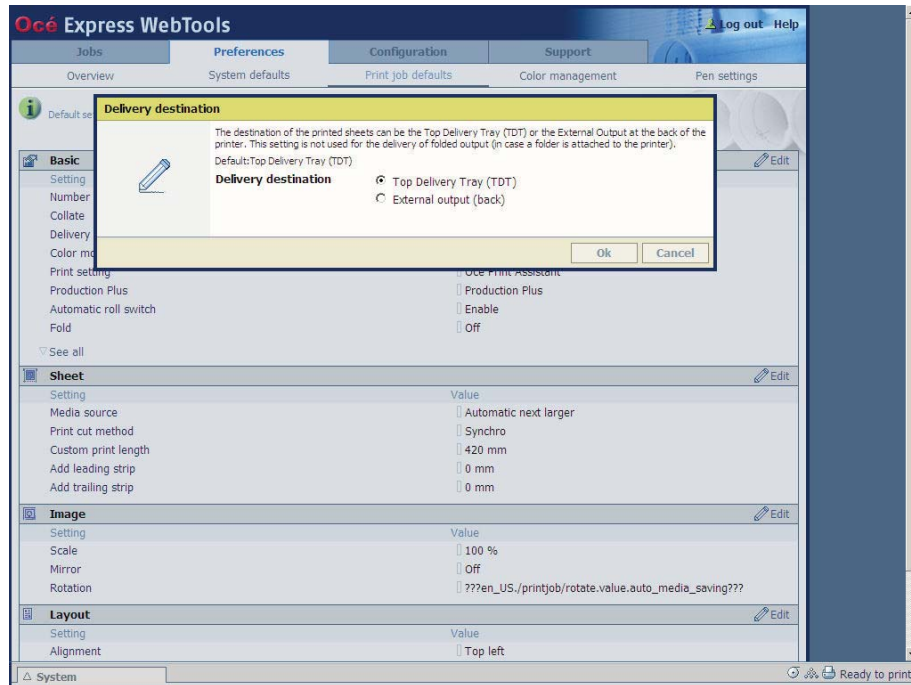 Océ Express WebTools
Log out Help
Jobs Preferences Configuration Support
Overview System defaults Print job defaults Color management Pen settings
Default se
Delivery destination
The destination of the printed sheets can be the Top Delivery Tray (TDT) or the External Output at the back of the
printer. This setting is not used for the delivery of folded output (in case a folder is attached to the printer).
Default:Top Delivery Tray (TDT)
Delivery destination Top Delivery Tray (TDT)
External output (back)
Ok Cancel
Basic Edit
Setting
Number
Collate
Delivery
Color mo
Print setting Océ Print Assistant
Production Plus Production Plus
Automatic roll switch Enable
Fold Off
See all
Sheet Edit
Setting Value
Media source Automatic next larger
Print cut method Synchro
Custom print length 420 mm
Add leading strip 0 mm
Add trailing strip 0 mm
Image Edit
Setting Value
Scale 100 %
Mirror Off
Rotation ???en_US./printjob/rotate.value.auto_media_saving???
Layout Edit
Setting Value
Alignment Top left
System Ready to print